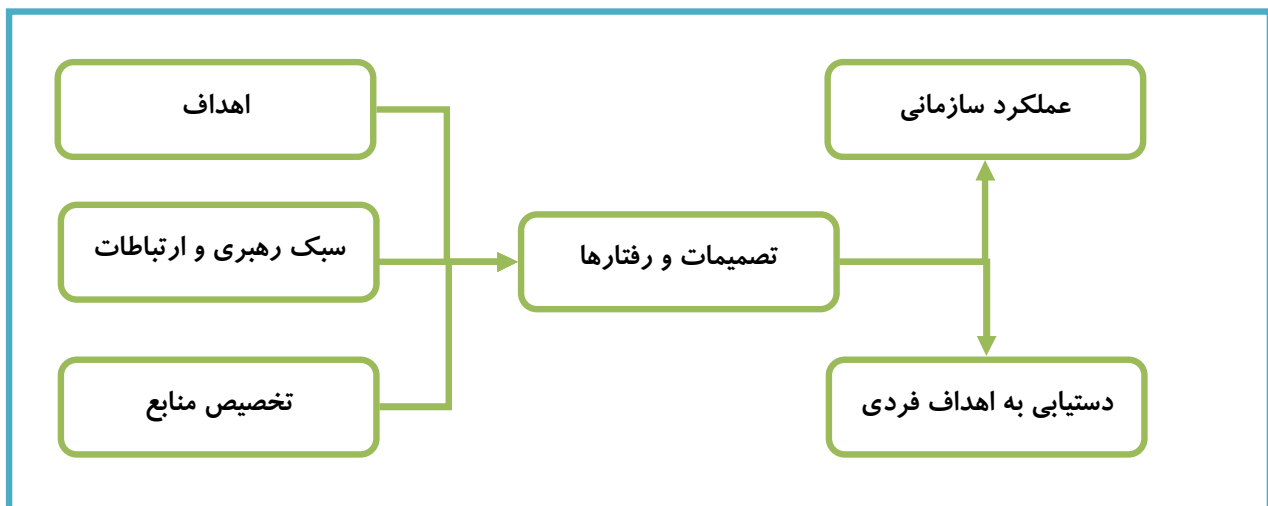 اهداف
سبک رهبری و ارتباطات
تخصیص منابع
تصمیمات و رفتارها
عملکرد سازمانی
دستیابی به اهداف فردی